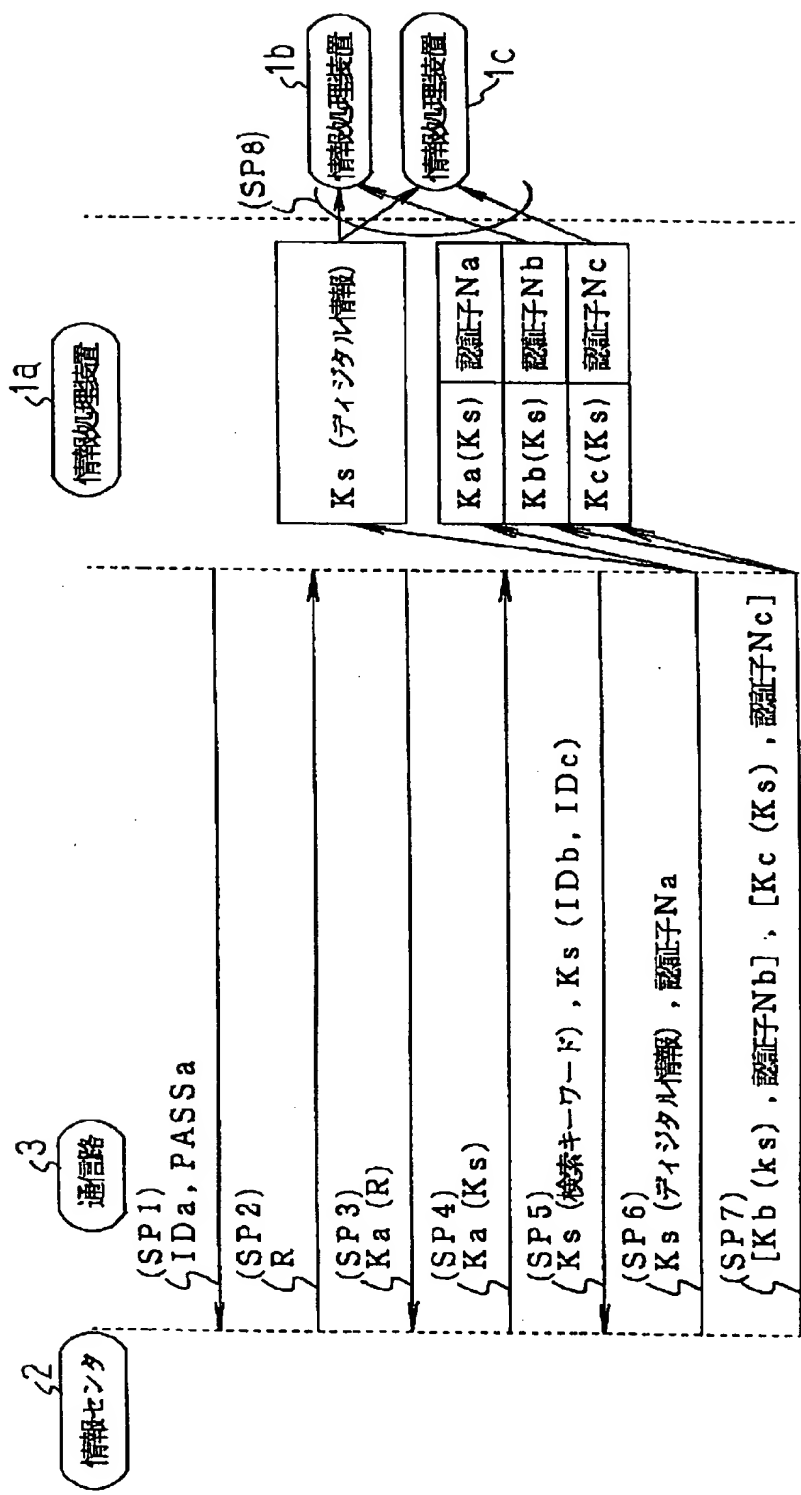 2
情報センタ
3
通信路
1a
情報処理装置
(SP1)
IDa, PASSa
(SP2)
R
(SP3)
Ka (R)
(SP4)
Ka (Ks)
(SP5)
Ks (検索キーワード), Ks (IDb, IDc)
(SP6)
Ks (ディジタル情報), 認証子Na
(SP7)
[Kb (ks), 認証子Nb], [Kc (Ks), 認証子Nc]
Ks (ディジタル情報)
Ka(Ks) 認証子Na
Kb(Ks) 認証子Nb
Kc(Ks) 認証子Nc
(SP8)
1b
情報処理装置
情報処理装置
1c